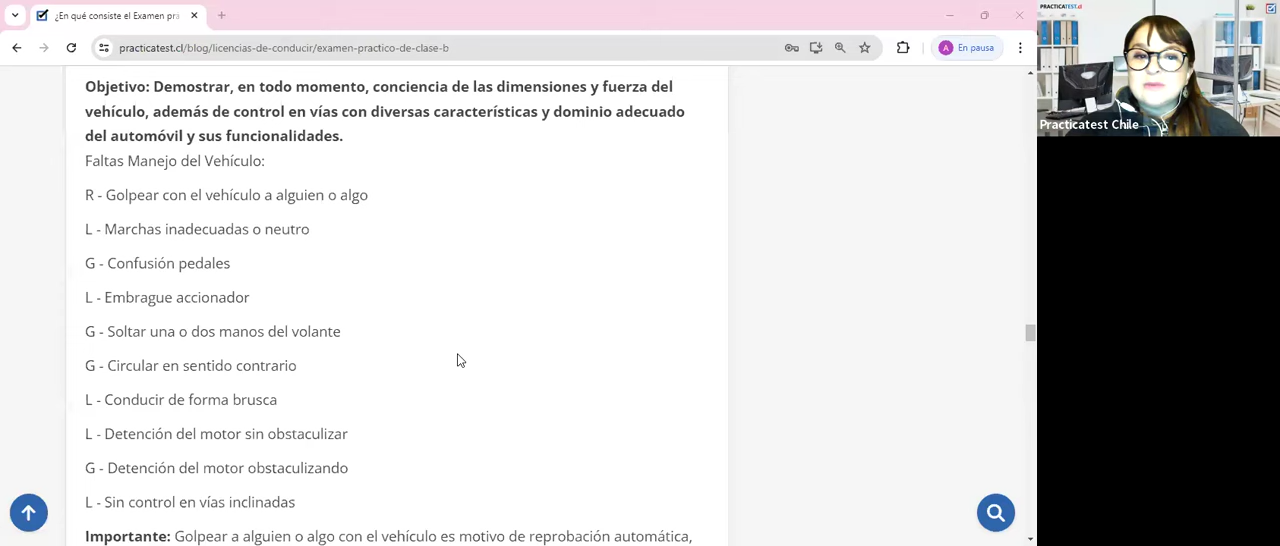 ¿En qué consiste el Examen pra
practicatest.cl/blog/licencias-de-conducir/examen-practico-de-clase-b
A
En pausa
PRACTICATEST.cl
Practicatest Chile
Objetivo: Demostrar, en todo momento, conciencia de las dimensiones y fuerza del
vehículo, además de control en vías con diversas características y dominio adecuado
del automóvil y sus funcionalidades.
Faltas Manejo del Vehículo:
R - Golpear con el vehículo a alguien o algo
L - Marchas inadecuadas o neutro
G - Confusión pedales
L - Embrague accionador
G - Soltar una o dos manos del volante
G - Circular en sentido contrario
L - Conducir de forma brusca
L - Detención del motor sin obstaculizar
G - Detención del motor obstaculizando
L - Sin control en vías inclinadas
Importante: Golpear a alguien o algo con el vehículo es motivo de reprobación automática,